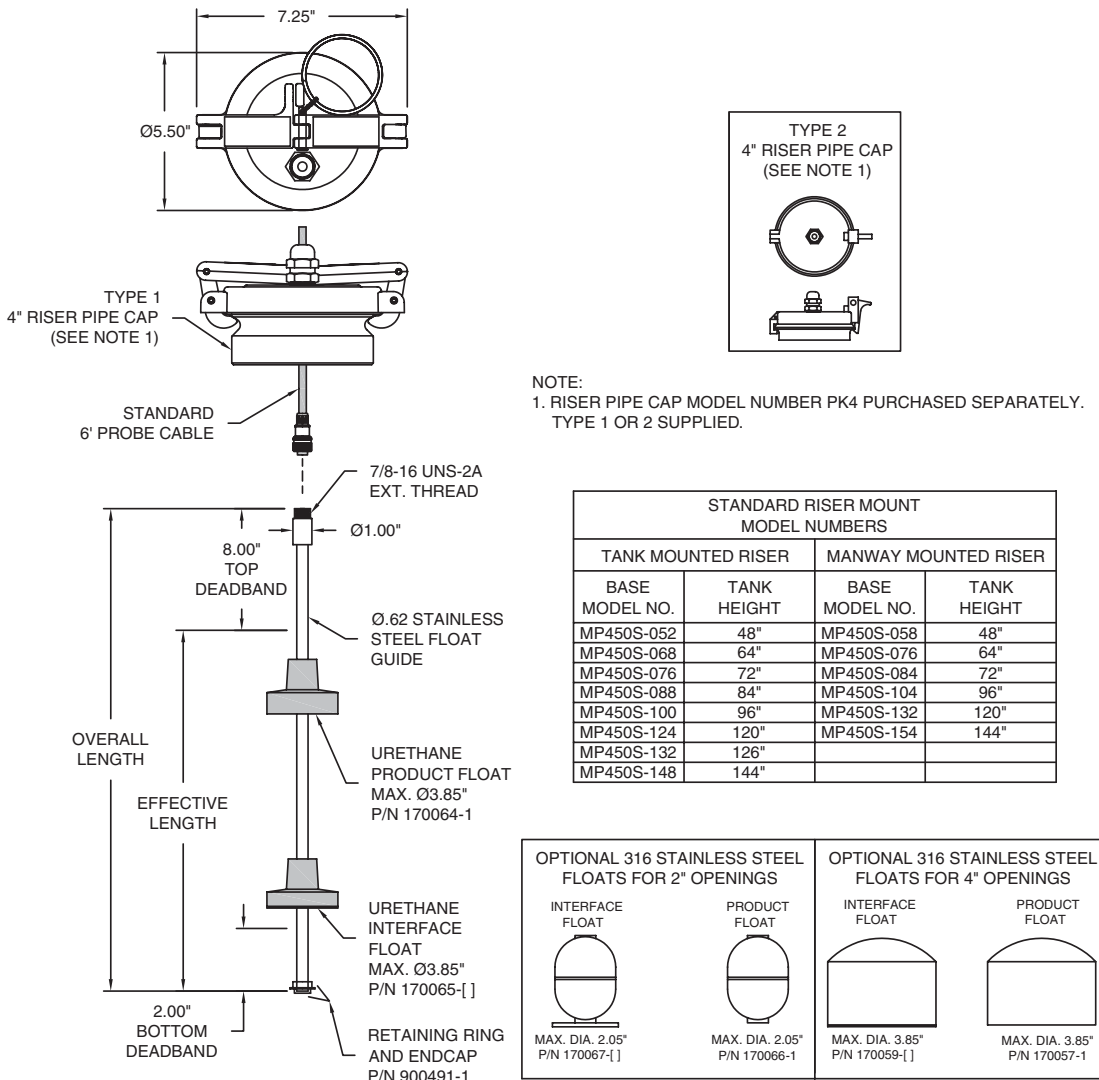 7.25"
Ø5.50"
TYPE 1
4" RISER PIPE CAP
(SEE NOTE 1)
STANDARD
6' PROBE CABLE
7/8-16 UNS-2A
EXT. THREAD
Ø1.00"
8.00"
TOP
DEADBAND
Ø.62 STAINLESS
STEEL FLOAT
GUIDE
OVERALL
LENGTH
EFFECTIVE
LENGTH
URETHANE
PRODUCT FLOAT
MAX. Ø3.85"
P/N 170064-1
URETHANE
INTERFACE
FLOAT
MAX. Ø3.85"
P/N 170065-[ ]
2.00"
BOTTOM
DEADBAND
RETAINING RING
AND ENDCAP
P/N 900491-1
TYPE 2
4" RISER PIPE CAP
(SEE NOTE 1)
NOTE:
1. RISER PIPE CAP MODEL NUMBER PK4 PURCHASED SEPARATELY.
TYPE 1 OR 2 SUPPLIED.
STANDARD RISER MOUNT
MODEL NUMBERS
TANK MOUNTED RISER MANWAY MOUNTED RISER
BASE MODEL NO. TANK HEIGHT BASE MODEL NO. TANK HEIGHT
MP450S-052 48" MP450S-058 48"
MP450S-068 64" MP450S-076 64"
MP450S-076 72" MP450S-084 72"
MP450S-088 84" MP450S-104 96"
MP450S-100 96" MP450S-132 120"
MP450S-124 120" MP450S-154 144"
MP450S-132 126"
MP450S-148 144"
OPTIONAL 316 STAINLESS STEEL
FLOATS FOR 2" OPENINGS
INTERFACE
FLOAT
PRODUCT
FLOAT
MAX. DIA. 2.05"
P/N 170067-[ ]
MAX. DIA. 2.05"
P/N 170066-1
OPTIONAL 316 STAINLESS STEEL
FLOATS FOR 4" OPENINGS
INTERFACE
FLOAT
PRODUCT
FLOAT
MAX. DIA. 3.85"
P/N 170059-[ ]
MAX. DIA. 3.85"
P/N 170057-1